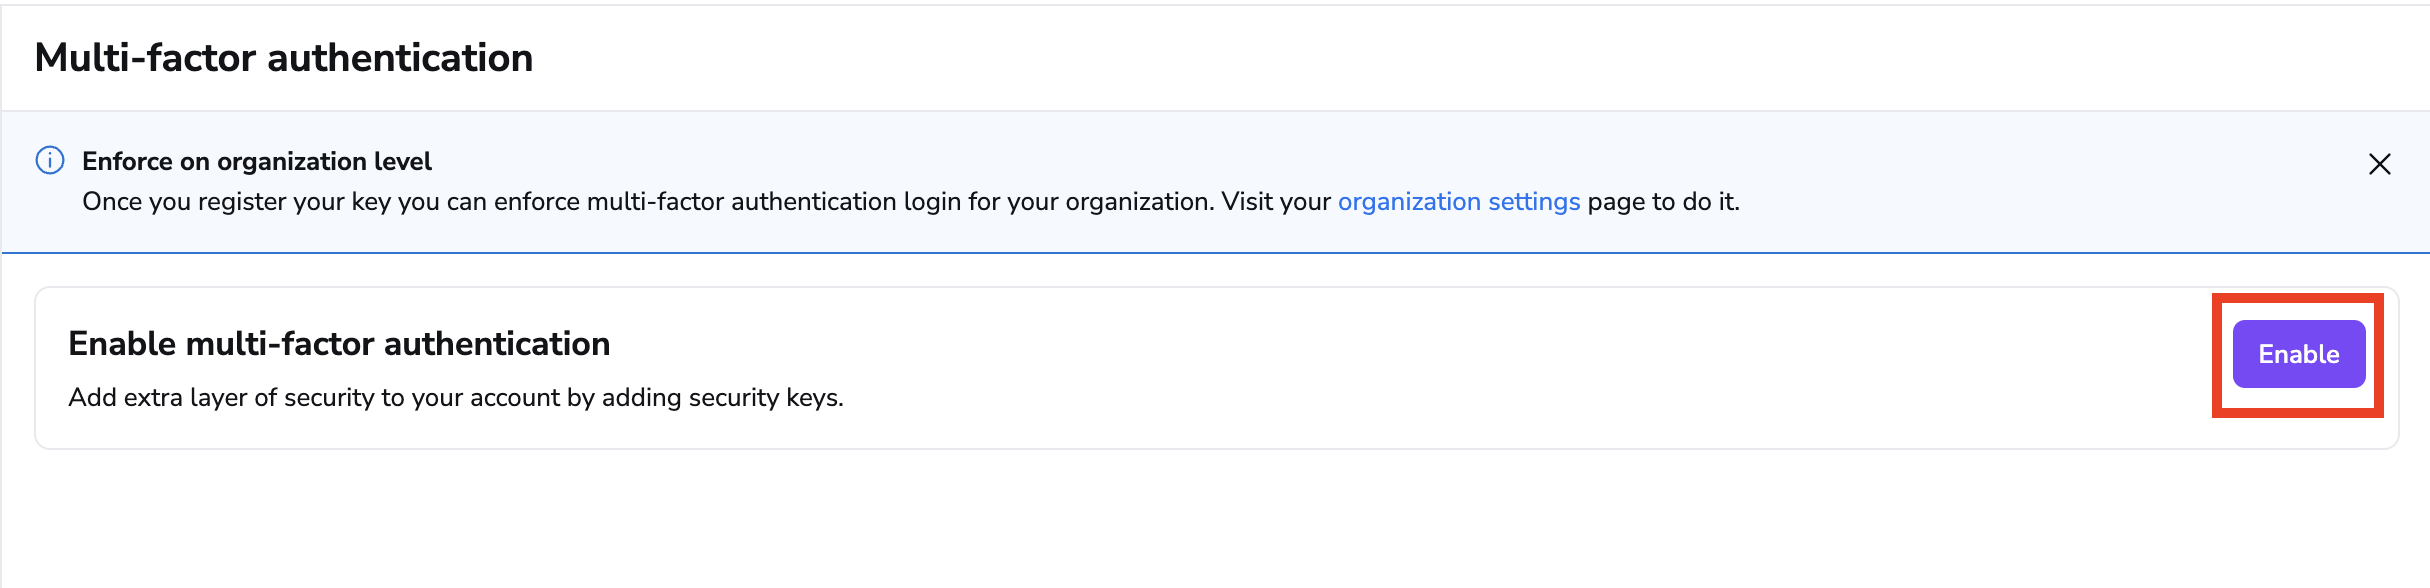 Multi-factor authentication
Enforce on organization level
Once you register your key you can enforce multi-factor authentication login for your organization. Visit your organization settings page to do it.
Enable multi-factor authentication
Enable
Add extra layer of security to your account by adding security keys.